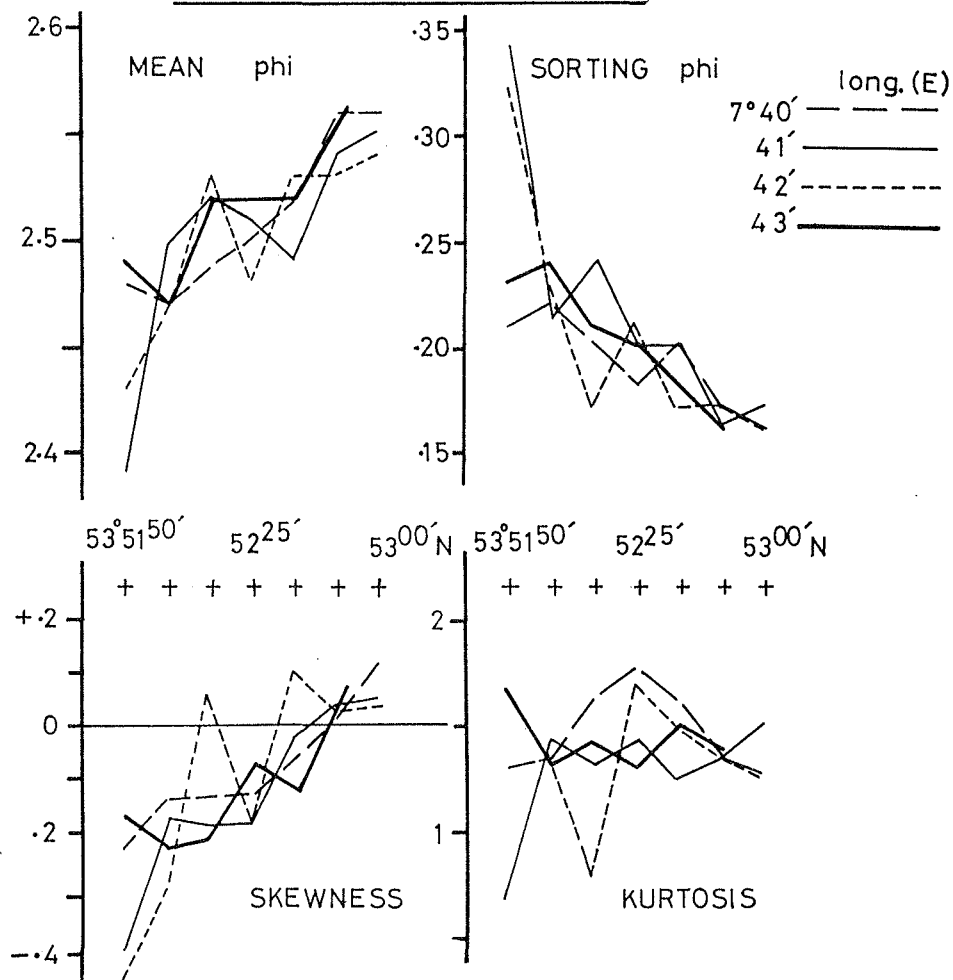 2.6
MEAN phi
2.5
2.4
.35
SORTING phi
.30
.25
.20
.15
long. (E)
7°40′
41′
42′
43′
53°51 50′ 52 25′ 53 00′ N
53°51 50′ 52 25′ 53 00′ N
+.2
0
.2
-.4
SKEWNESS
2
1
KURTOSIS